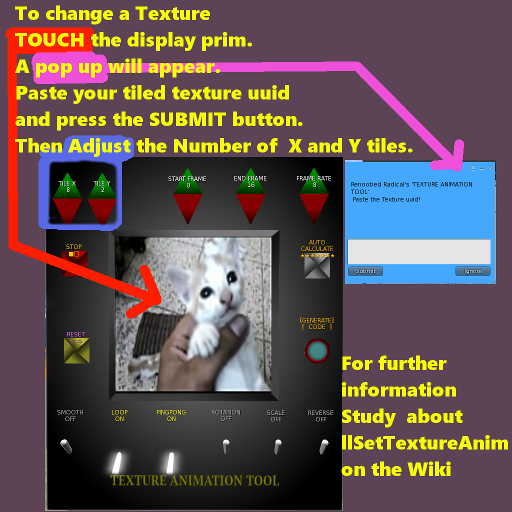 To change a Texture
TOUCH the display prim.
A pop up will appear.
Paste your tiled texture uuid
and press the SUBMIT button.
Then Adjust the Number of X and Y tiles.
TILE X
8
TILE Y
2
START FRAME
0
END FRAME
16
FRAME RATE
8
Renoobed Radical's 'TEXTURE ANIMATION
TOOL'
Paste the Texture uuid!
Submit
Ignore
STOP
AUTO
CALCULATE
RESET
[GENERATE]
[ CODE ]
For further
information
Study about
llSetTextureAnim
on the Wiki
SMOOTH
OFF
LOOP
ON
PINGPONG
ON
ROTATION
OFF
SCALE
OFF
REVERSE
OFF
TEXTURE ANIMATION TOOL